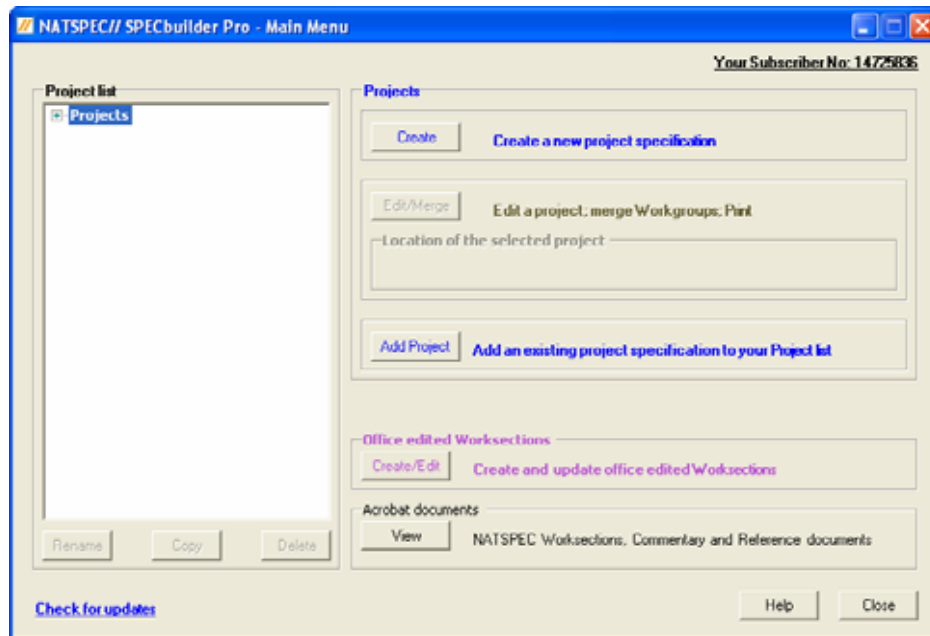 NATSPEC// SPECbuilder Pro - Main Menu
Your Subscriber No: 14725836
Project list
Projects
Rename
Copy
Delete
Check for updates
Projects
Create
Create a new project specification
Edit/Merge
Edit a project; merge Workgroups; Print
Location of the selected project
Add Project
Add an existing project specification to your Project list
Office edited Worksections
Create/Edit
Create and update office edited Worksections
Acrobat documents
View
NATSPEC Worksections, Commentary and Reference documents
Help
Close